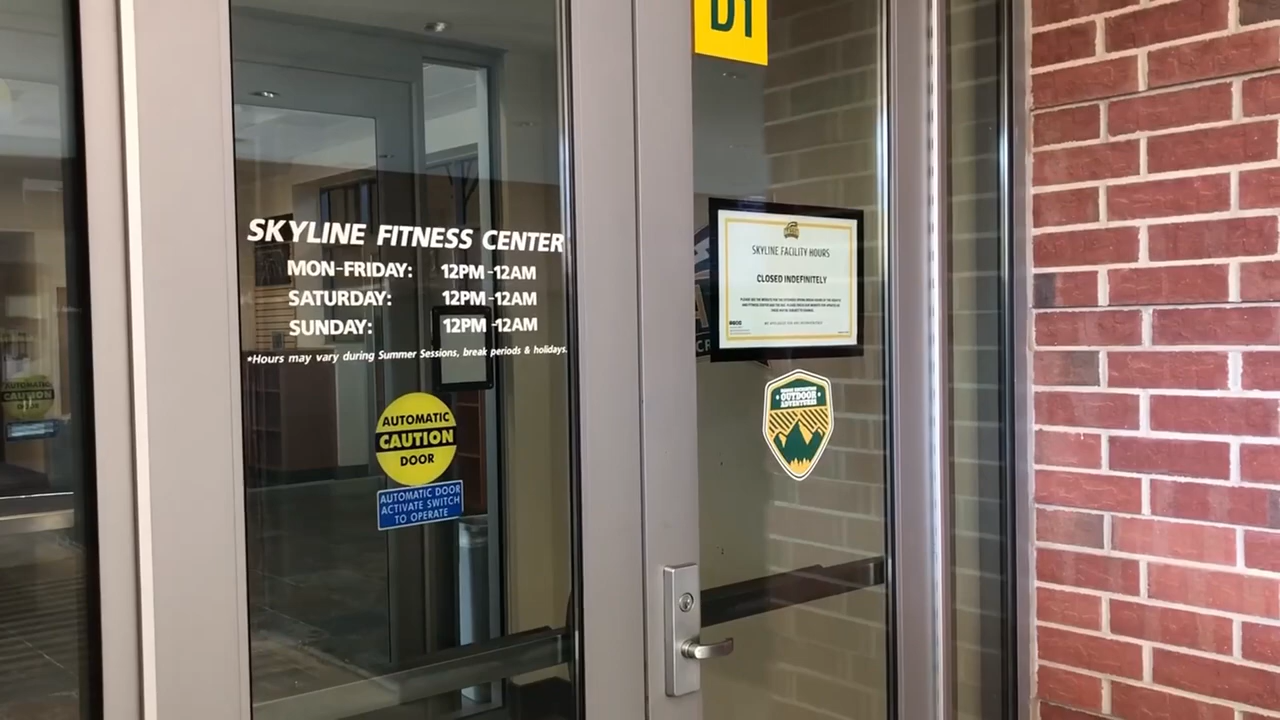 D1
SKYLINE FITNESS CENTER
MON-FRIDAY: 12PM-12AM
SATURDAY: 12PM-12AM
SUNDAY: 12PM-12AM
*Hours may vary during Summer Sessions, break periods & holidays.
AUTOMATIC
CAUTION
DOOR
AUTOMATIC DOOR
ACTIVATE SWITCH
TO OPERATE
SKYLINE FACILITY HOURS
CLOSED INDEFINITELY
OUTDOOR
ADVENTURES
CAUTION